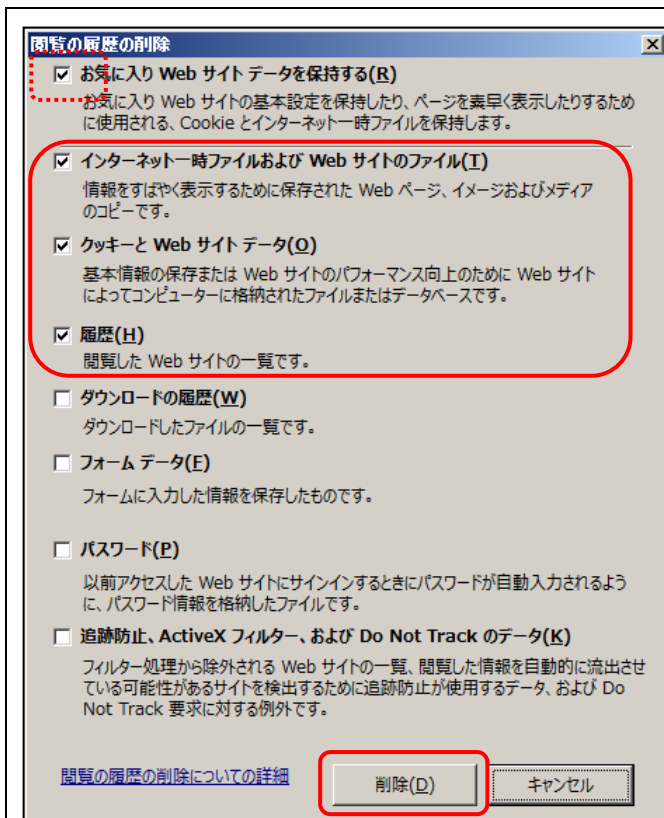 閲覧の履歴の削除
お気に入り Web サイト データを保持する(R)
お気に入り Web サイトの基本設定を保持したり、ページを素早く表示したりするため
に使用される、Cookie とインターネット一時ファイルを保持します。
インターネット一時ファイルおよび Web サイトのファイル(T)
情報をすばやく表示するために保存された Web ページ、イメージおよびメディア
のコピーです。
クッキーと Web サイト データ(O)
基本情報の保存または Web サイトのパフォーマンス向上のために Web サイト
によってコンピューターに格納されたファイルまたはデータベースです。
履歴(H)
閲覧した Web サイトの一覧です。
ダウンロードの履歴(W)
ダウンロードしたファイルの一覧です。
フォーム データ(F)
フォームに入力した情報を保存したものです。
パスワード(P)
以前アクセスした Web サイトにサインインするときにパスワードが自動入力されるよう
に、パスワード情報を格納したファイルです。
追跡防止、ActiveX フィルター、および Do Not Track のデータ(K)
フィルター処理から除外される Web サイトの一覧、閲覧した情報を自動的に流出させ
ている可能性があるサイトを検出するために追跡防止が使用するデータ、および Do
Not Track 要求に対する例外です。
閲覧の履歴の削除についての詳細
削除(D)
キャンセル